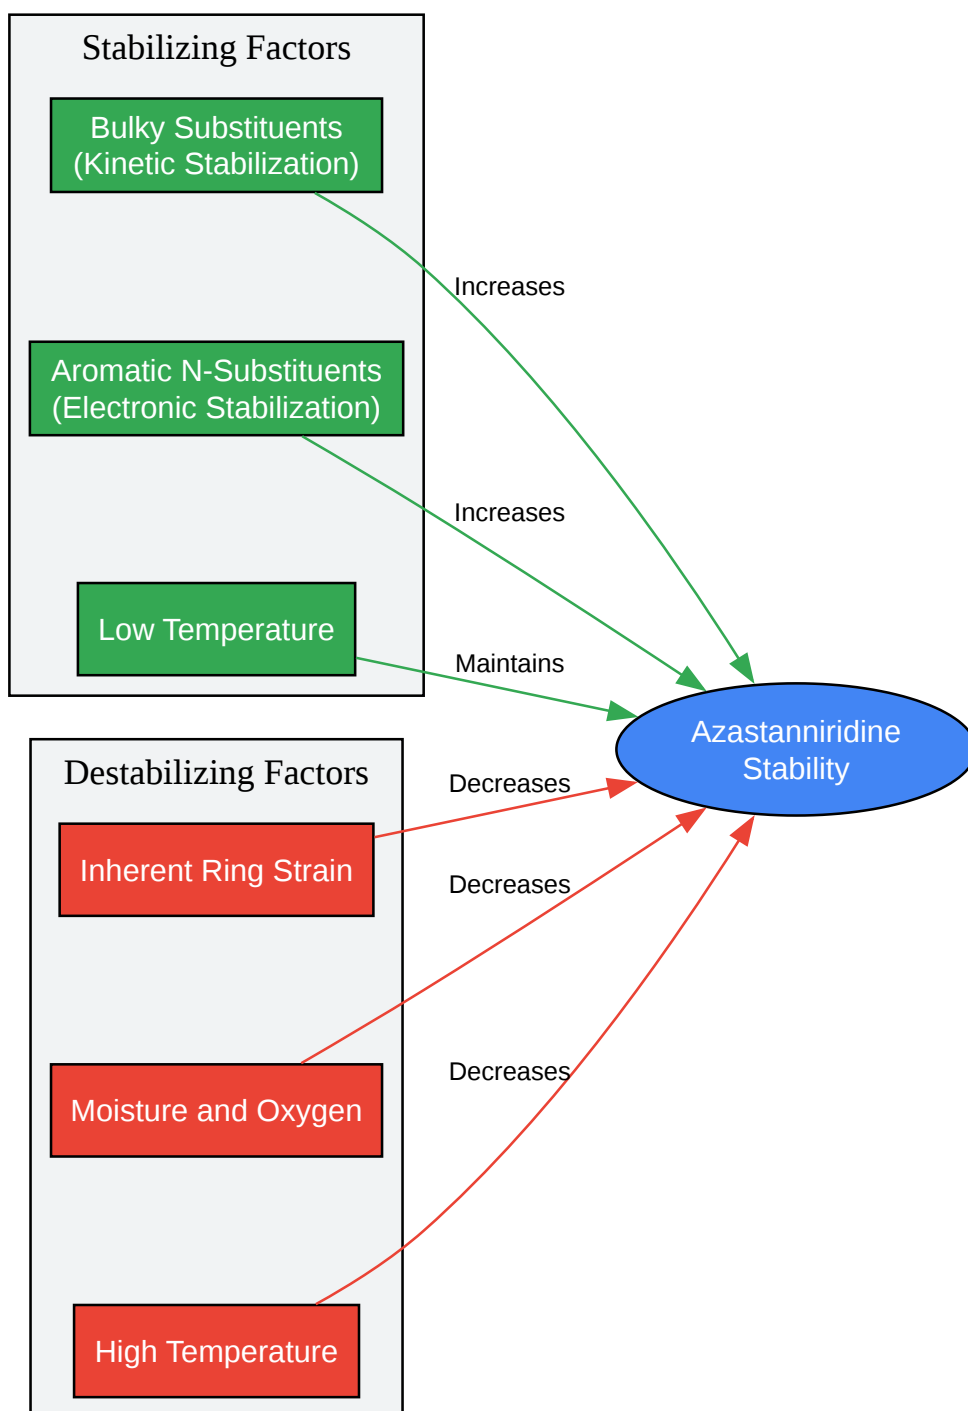 Stabilizing Factors
Bulky Substituents
(Kinetic Stabilization)
Increases
Aromatic N-Substituents
(Electronic Stabilization)
Increases
Low Temperature
Maintains
Azastanniridine
Stability
Destabilizing Factors
Decreases
Inherent Ring Strain
Decreases
Moisture and Oxygen
Decreases
High Temperature